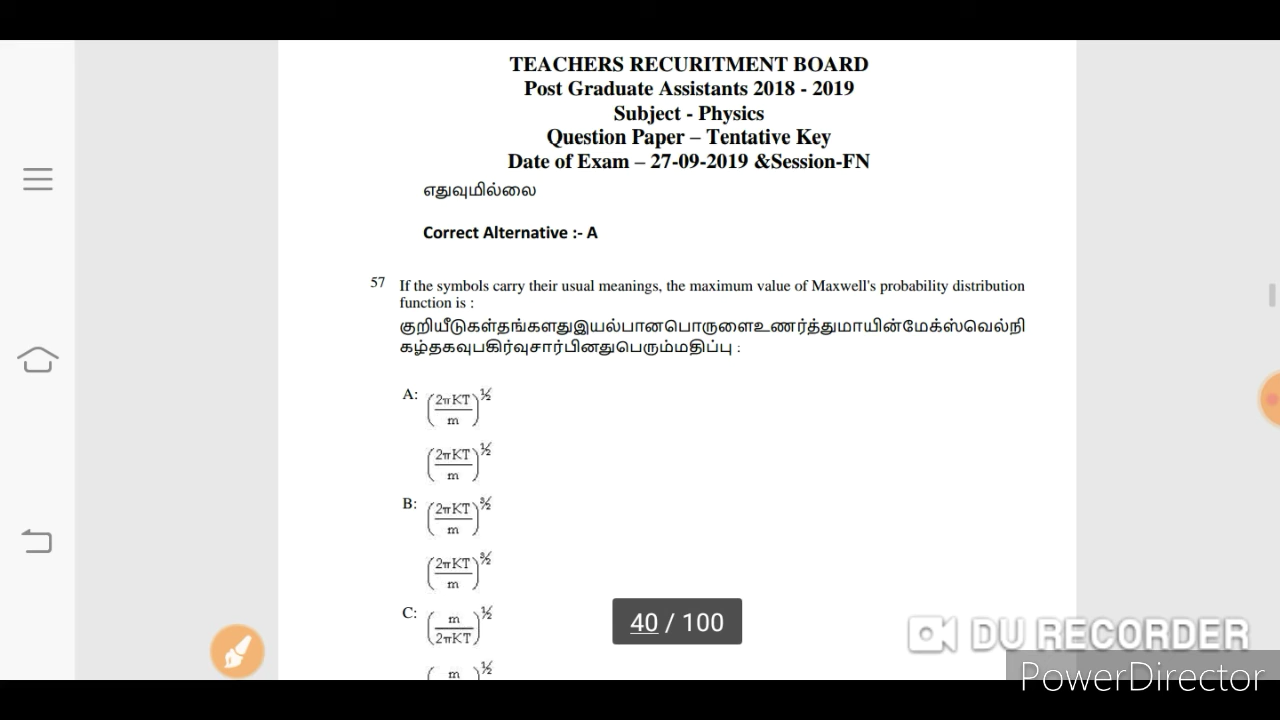 TEACHERS RECURITMENT BOARD
Post Graduate Assistants 2018 - 2019
Subject - Physics
Question Paper – Tentative Key
Date of Exam – 27-09-2019 &Session-FN
எதுவுமில்லை
Correct Alternative :- A
57 If the symbols carry their usual meanings, the maximum value of Maxwell's probability distribution
function is :
குறியீடுகள்தங்களதுஇயல்பானபொருளைஉணர்த்துமாயின்மேக்ஸ்வெல்நி
கழ்தகவுபகிர்வுசார்பினதுபெரும்மதிப்பு :
A: (2πKT/m)^½
(2πKT/m)^½
B: (2πKT/m)^3⁄2
(2πKT/m)^3⁄2
C: (m/2πKT)^½
(m )^½
40 / 100
DU RECORDER
PowerDirector